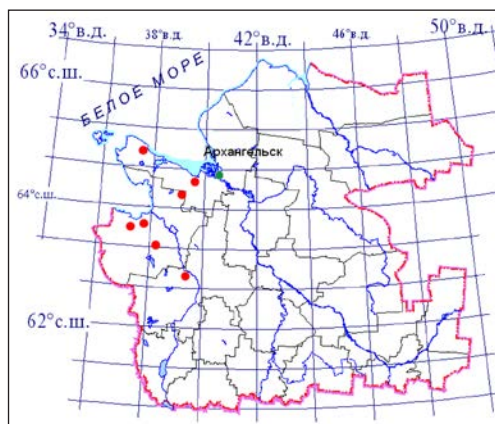 34°в.д.
38°в.д.
42°в.д.
46°в.д.
50°в.д.
66°с.ш.
БЕЛОЕ МОРЕ
Архангельск
64°с.ш.
62°с.ш.